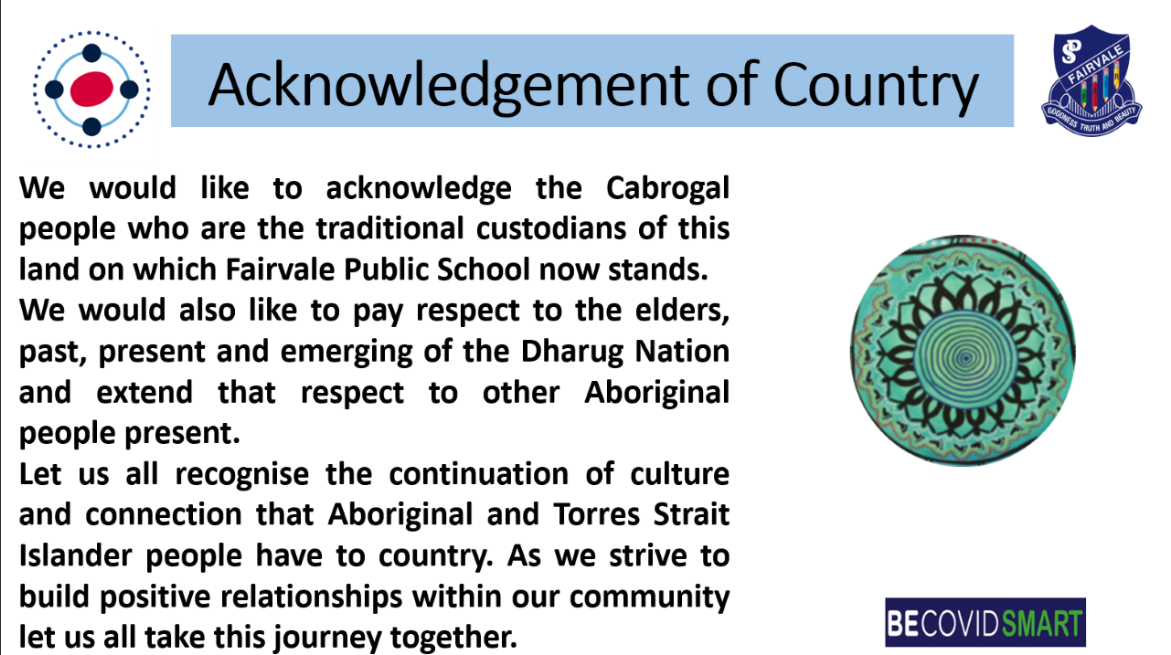 Acknowledgement of Country
SP
FAIRVALE
GOODNESS TRUTH AND BEAUTY
We would like to acknowledge the Cabrogal
people who are the traditional custodians of this
land on which Fairvale Public School now stands.
We would also like to pay respect to the elders,
past, present and emerging of the Dharug Nation
and extend that respect to other Aboriginal
people present.
Let us all recognise the continuation of culture
and connection that Aboriginal and Torres Strait
Islander people have to country. As we strive to
build positive relationships within our community
let us all take this journey together.
BECOVIDSMART